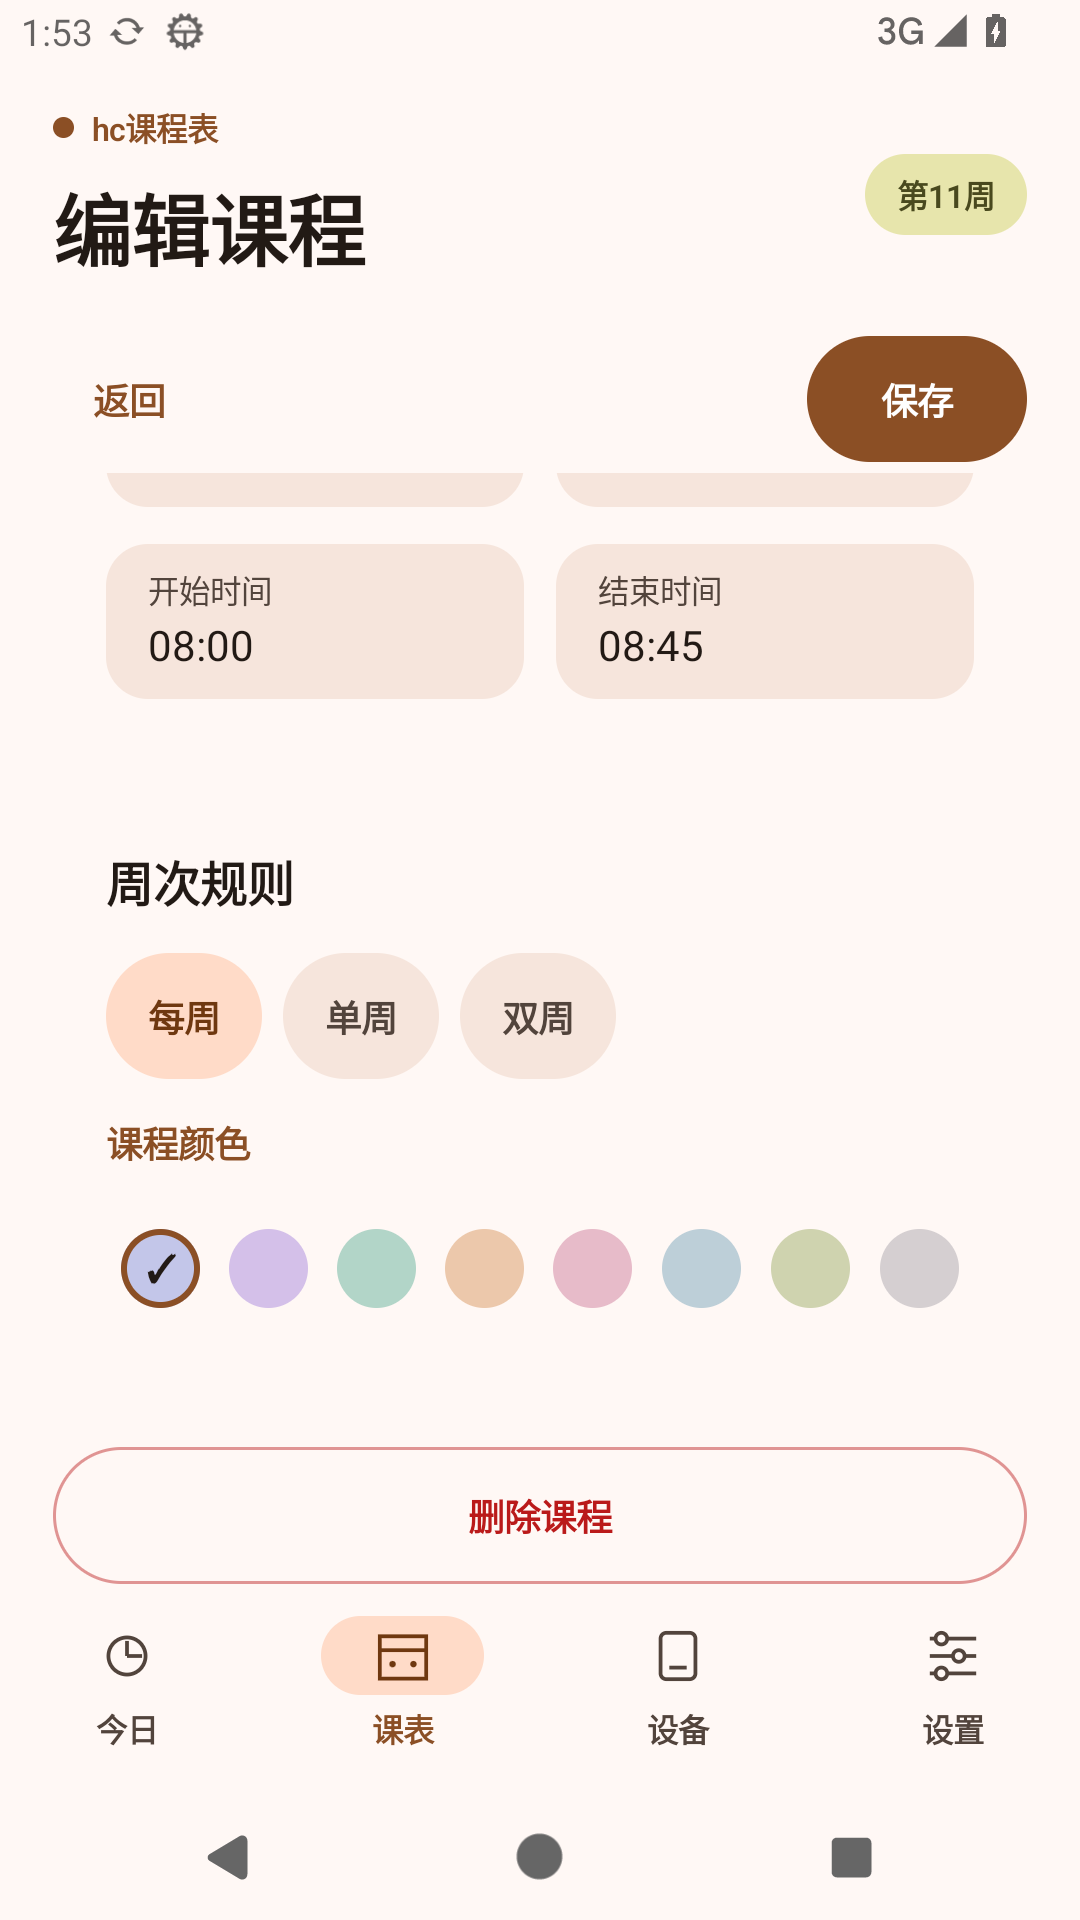 1:53
3G
hc课程表
编辑课程
第11周
返回
保存
开始时间
08:00
结束时间
08:45
周次规则
每周
单周
双周
课程颜色
✓
删除课程
今日
课表
设备
设置